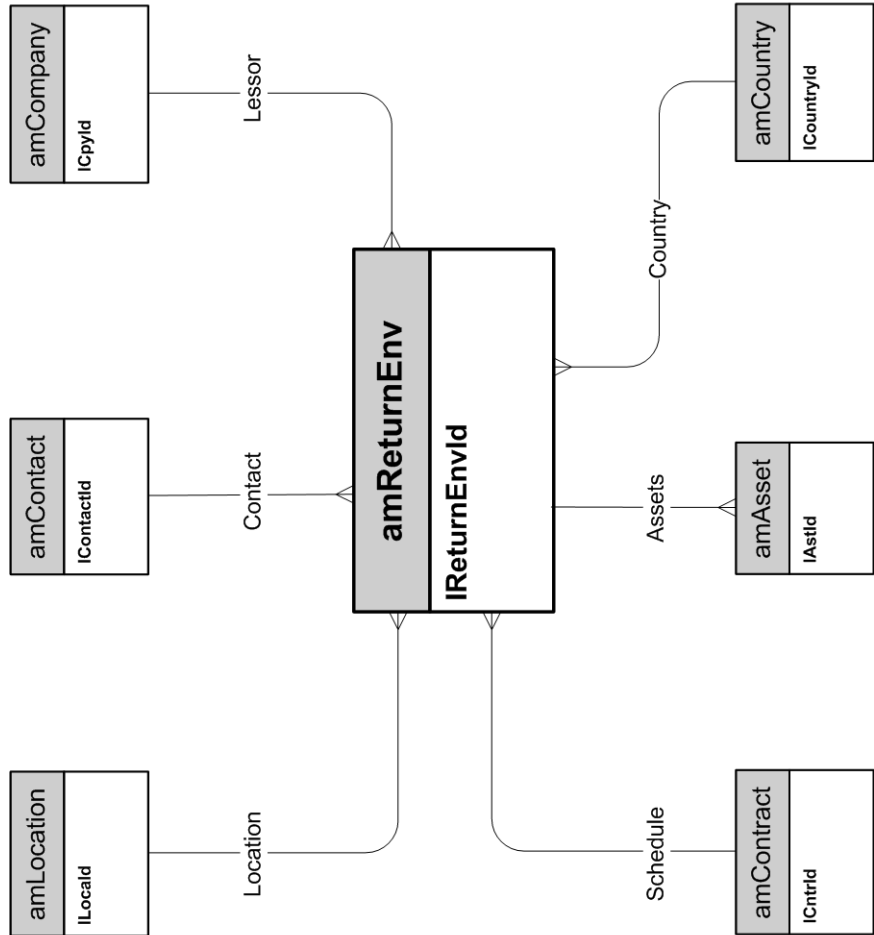 amLocation
lLocaId
amContact
lContactId
amCompany
lCpyId
Location
Contact
Lessor
amReturnEnv
lReturnEnvId
Schedule
Assets
Country
amContract
lCntrId
amAsset
lAstId
amCountry
lCountryId